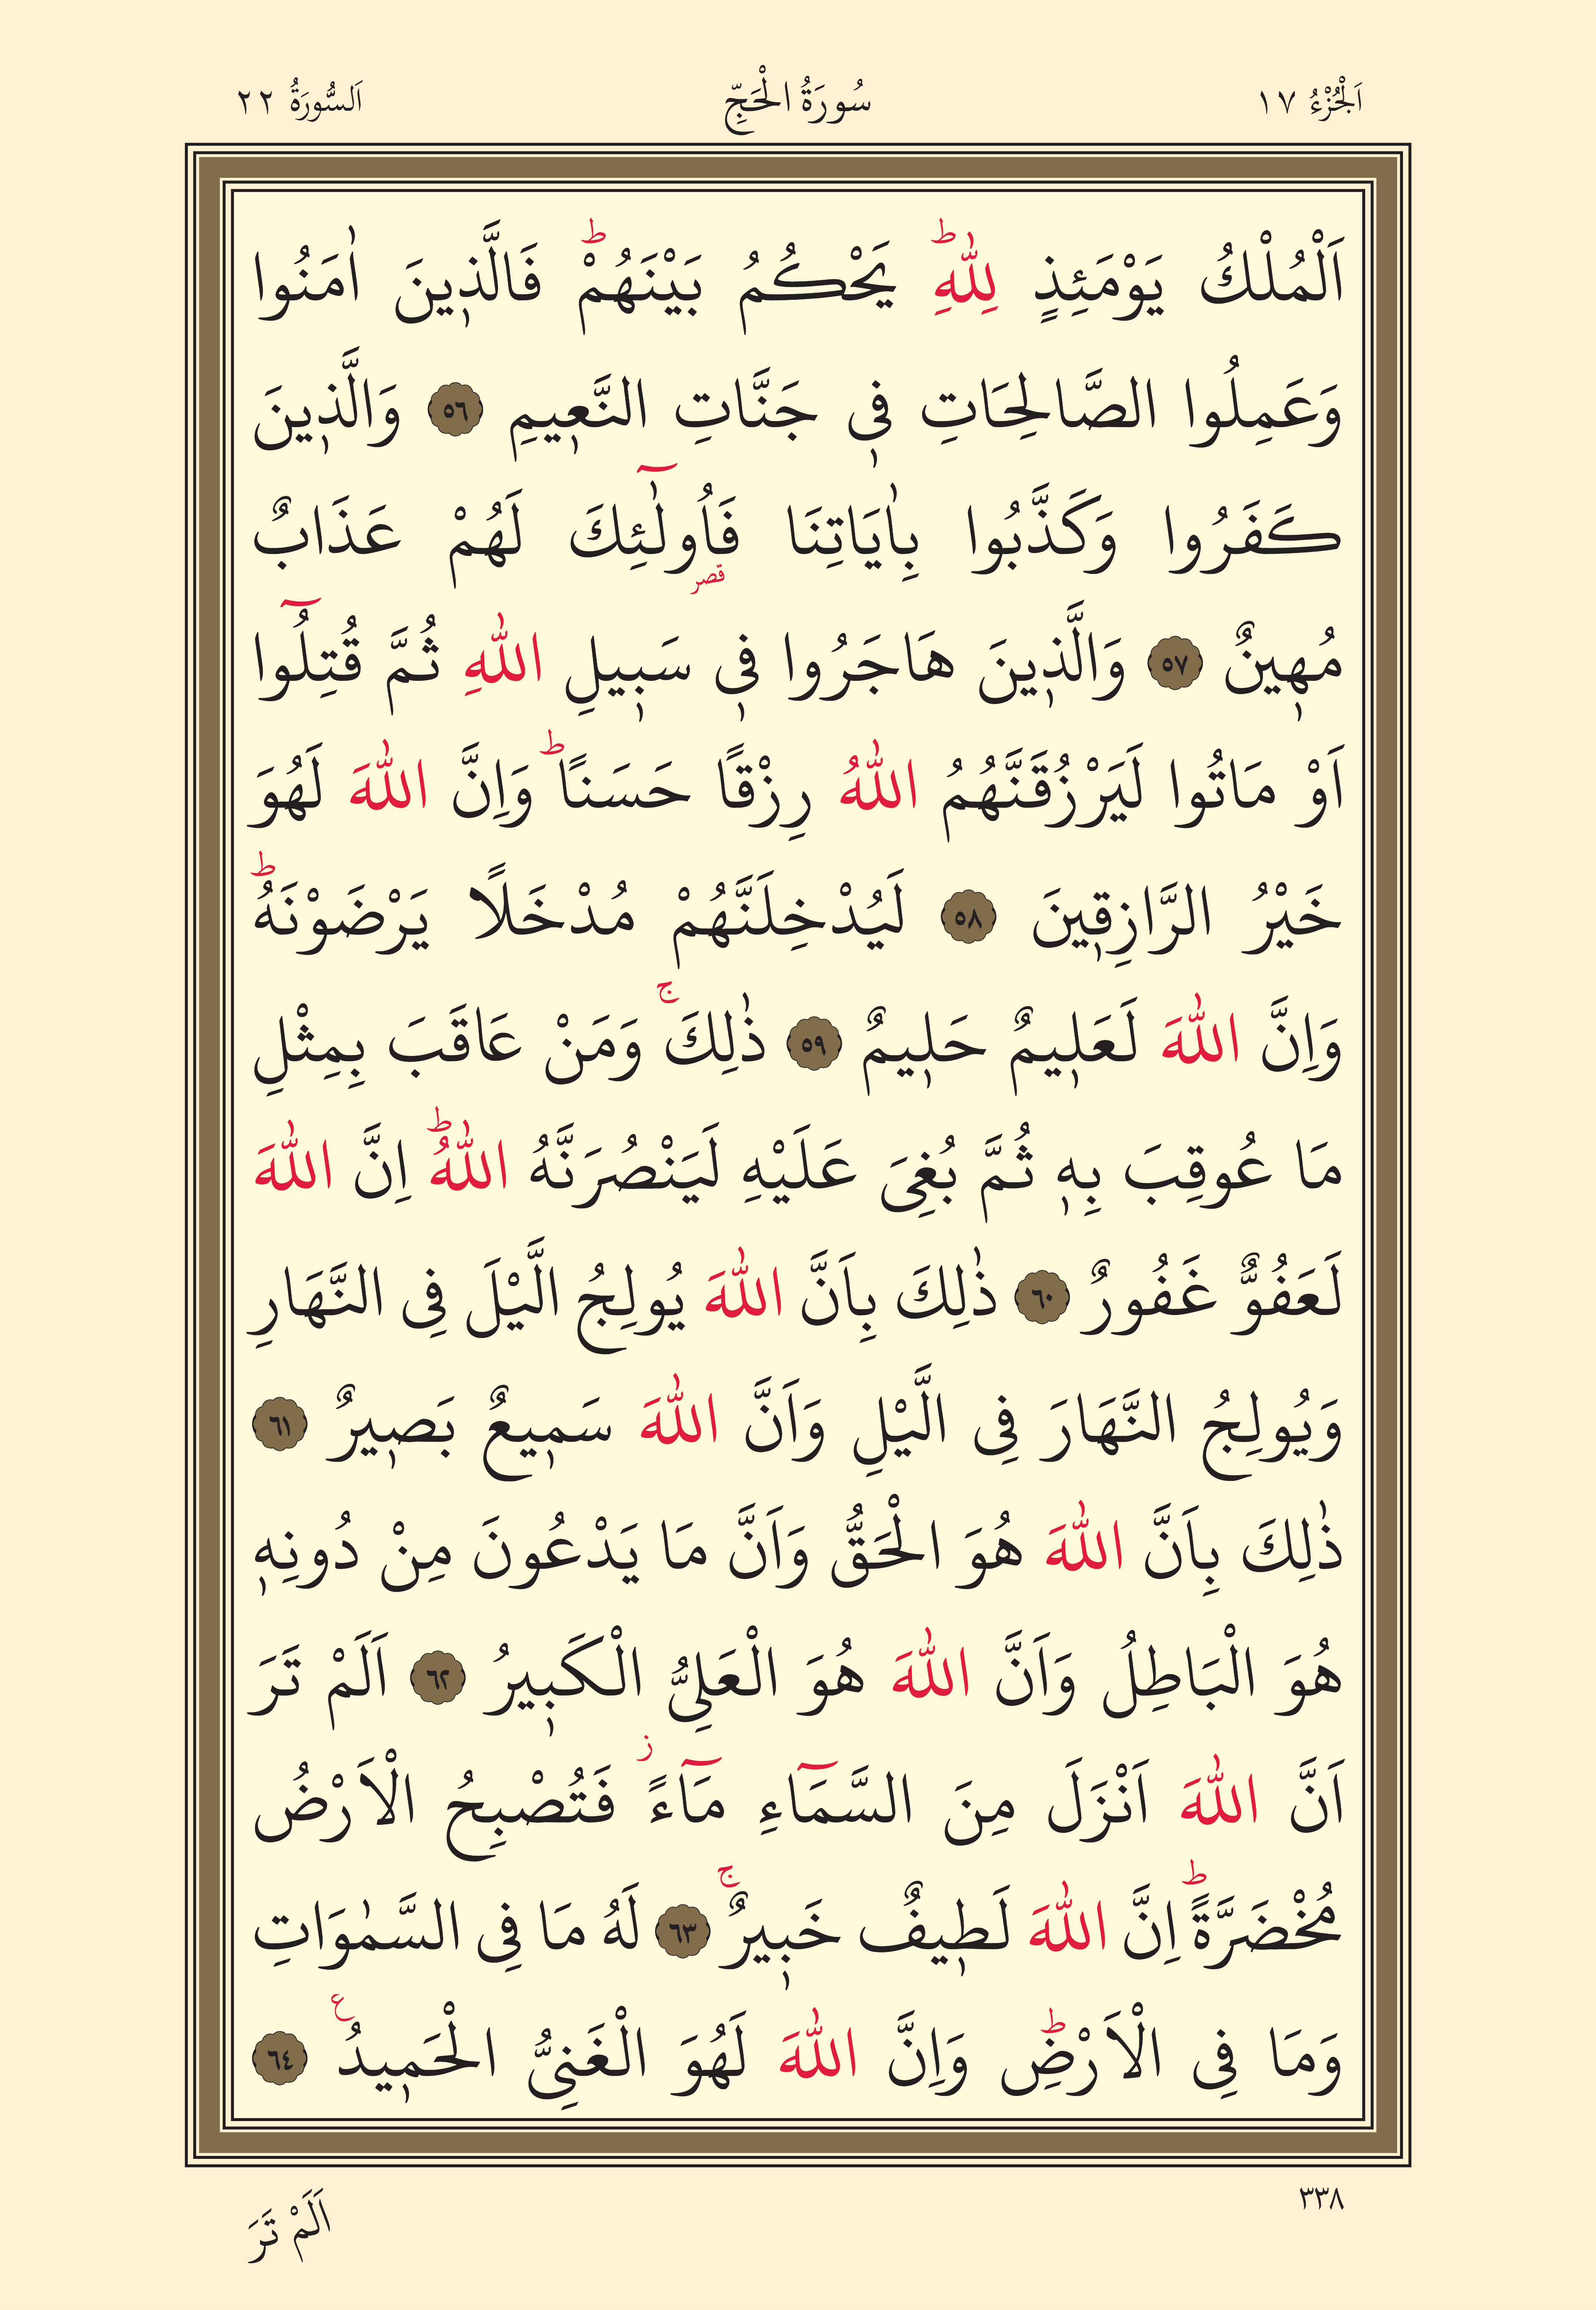 اَلْجُزْءُ ١٧ سُورَةُ الْحَجِّ اَلسُّورَةُ ٢٢
اَلْمُلْكُ يَوْمَئِذٍ لِلّٰهِۜ يَحْكُمُ بَيْنَهُمْۜ فَالَّذ۪ينَ اٰمَنُوا
وَعَمِلُوا الصَّالِحَاتِ ف۪ي جَنَّاتِ النَّع۪يمِ ٥٦ وَالَّذ۪ينَ
كَفَرُوا وَكَذَّبُوا بِاٰيَاتِنَا فَاُو۬لٰٓئِكَ لَهُمْ عَذَابٌ
قصر
مُه۪ينٌ ٥٧ وَالَّذ۪ينَ هَاجَرُوا ف۪ي سَب۪يلِ اللّٰهِ ثُمَّ قُتِلُٓوا
اَوْ مَاتُوا لَيَرْزُقَنَّهُمُ اللّٰهُ رِزْقًا حَسَنًاۜ وَاِنَّ اللّٰهَ لَهُوَ
خَيْرُ الرَّازِق۪ينَ ٥٨ لَيُدْخِلَنَّهُمْ مُدْخَلًا يَرْضَوْنَهُۜ
وَاِنَّ اللّٰهَ لَعَل۪يمٌ حَل۪يمٌ ٥٩ ذٰلِكَۚ وَمَنْ عَاقَبَ بِمِثْلِ
مَا عُوقِبَ بِه۪ ثُمَّ بُغِيَ عَلَيْهِ لَيَنْصُرَنَّهُ اللّٰهُۜ اِنَّ اللّٰهَ
لَعَفُوٌّ غَفُورٌ ٦٠ ذٰلِكَ بِاَنَّ اللّٰهَ يُولِجُ الَّيْلَ فِي النَّهَارِ
وَيُولِجُ النَّهَارَ فِي الَّيْلِ وَاَنَّ اللّٰهَ سَم۪يعٌ بَص۪يرٌ ٦١
ذٰلِكَ بِاَنَّ اللّٰهَ هُوَ الْحَقُّ وَاَنَّ مَا يَدْعُونَ مِنْ دُونِه۪
هُوَ الْبَاطِلُ وَاَنَّ اللّٰهَ هُوَ الْعَلِيُّ الْكَب۪يرُ ٦٢ اَلَمْ تَرَ
اَنَّ اللّٰهَ اَنْزَلَ مِنَ السَّمَٓاءِ مَٓاءًۘ فَتُصْبِحُ الْاَرْضُ
مُخْضَرَّةًۜ اِنَّ اللّٰهَ لَط۪يفٌ خَب۪يرٌۚ ٦٣ لَهُ مَا فِي السَّمٰوَاتِ
وَمَا فِي الْاَرْضِۜ وَاِنَّ اللّٰهَ لَهُوَ الْغَنِيُّ الْحَم۪يدُ ع ٦٤
٣٣٨
اَلَمْ تَرَ